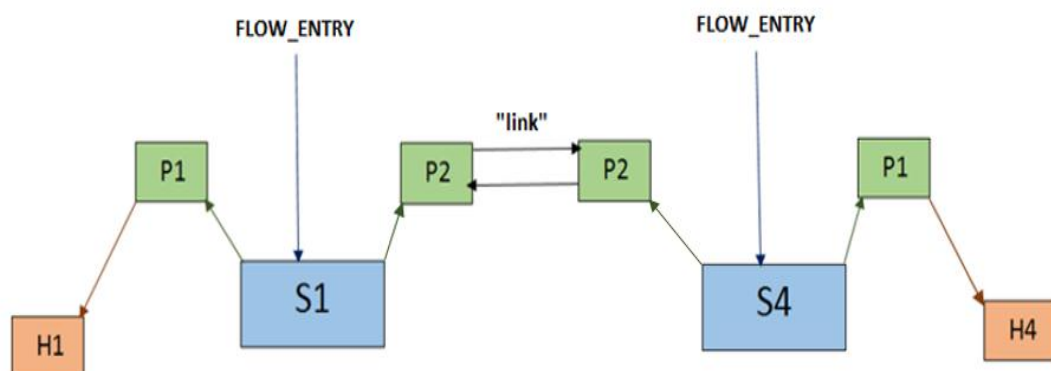 FLOW_ENTRY
FLOW_ENTRY
"link"
P1
P2
P2
P1
S1
S4
H1
H4